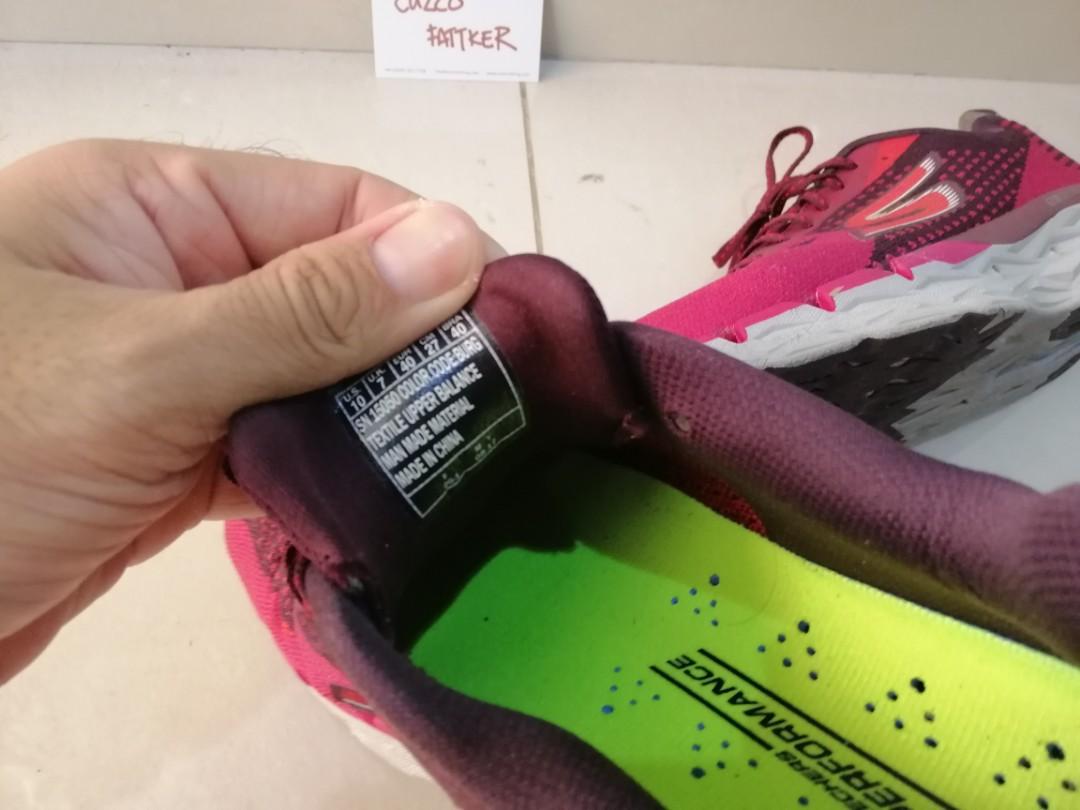 CUZCO
FATTKER
U.S. U.K. EUR CM BRA
10 7 40 27 40
SN 15050 COLOR CODE BURG
TEXTILE UPPER BALANCE
MAN MADE MATERIAL
MADE IN CHINA
SKECHERS
PERFORMANCE